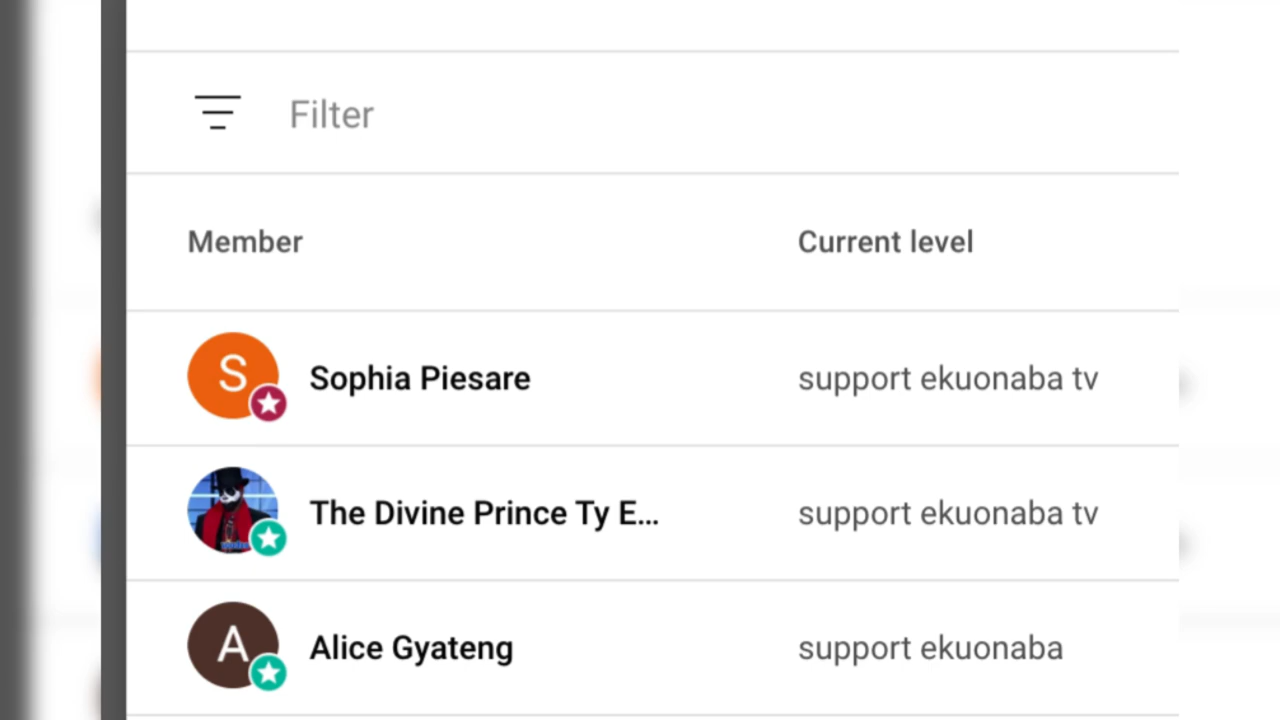 Filter
Member Current level
S Sophia Piesare support ekuonaba tv
The Divine Prince Ty E... support ekuonaba tv
A Alice Gyateng support ekuonaba